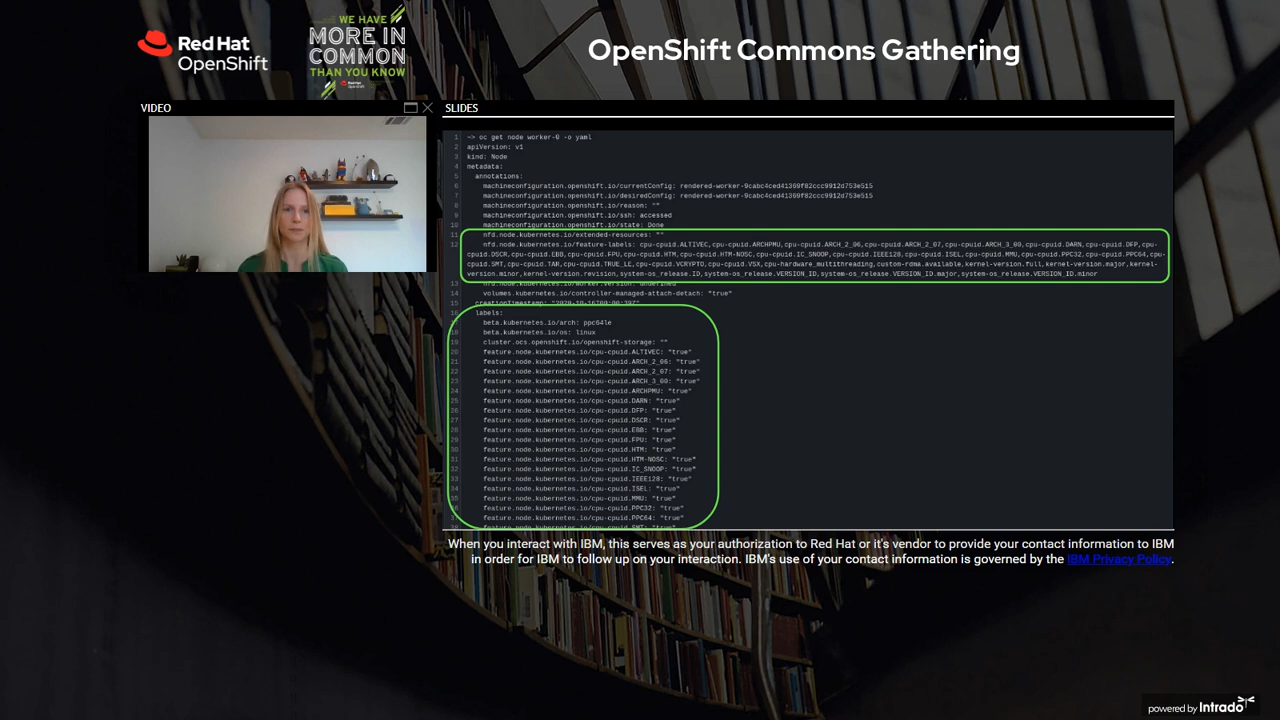 Red Hat
OpenShift
WE HAVE
MORE IN
COMMON
THAN YOU KNOW
Red Hat
OpenShift
OpenShift Commons Gathering
VIDEO
SLIDES
1 ~> oc get node worker-0 -o yaml
2 apiVersion: v1
3 kind: Node
4 metadata:
5 annotations:
6 machineconfiguration.openshift.io/currentConfig: rendered-worker-9cabc4ced41369f82ccc9912d753e515
7 machineconfiguration.openshift.io/desiredConfig: rendered-worker-9cabc4ced41369f82ccc9912d753e515
8 machineconfiguration.openshift.io/reason: ""
9 machineconfiguration.openshift.io/ssh: accessed
10 machineconfiguration.openshift.io/state: Done
11 nfd.node.kubernetes.io/extended-resources: ""
12 nfd.node.kubernetes.io/feature-labels: cpu-cpuid.ALTIVEC,cpu-cpuid.ARCHPMU,cpu-cpuid.ARCH_2_06,cpu-cpuid.ARCH_2_07,cpu-cpuid.ARCH_3_00,cpu-cpuid.DARN,cpu-cpuid.DFP,cpu-
cpuid.DSCR,cpu-cpuid.EBB,cpu-cpuid.FPU,cpu-cpuid.HTM,cpu-cpuid.HTM-NOSC,cpu-cpuid.IC_SNOOP,cpu-cpuid.IEEE128,cpu-cpuid.ISEL,cpu-cpuid.MMU,cpu-cpuid.PPC32,cpu-cpuid.PPC64,cpu-
cpuid.SMT,cpu-cpuid.TAR,cpu-cpuid.TRUE_LE,cpu-cpuid.VCRYPTO,cpu-cpuid.VSX,cpu-hardware_multithreading,custom-rdma.available,kernel-version.full,kernel-version.major,kernel-
version.minor,kernel-version.revision,system-os_release.ID,system-os_release.VERSION_ID,system-os_release.VERSION_ID.major,system-os_release.VERSION_ID.minor
13 nfd.node.kubernetes.io/worker.version: undefined
14 volumes.kubernetes.io/controller-managed-attach-detach: "true"
15 creationTimestamp:
16 labels:
17 beta.kubernetes.io/arch: ppc64le
18 beta.kubernetes.io/os: linux
19 cluster.ocs.openshift.io/openshift-storage: ""
20 feature.node.kubernetes.io/cpu-cpuid.ALTIVEC: "true"
21 feature.node.kubernetes.io/cpu-cpuid.ARCH_2_06: "true"
22 feature.node.kubernetes.io/cpu-cpuid.ARCH_2_07: "true"
23 feature.node.kubernetes.io/cpu-cpuid.ARCH_3_00: "true"
24 feature.node.kubernetes.io/cpu-cpuid.ARCHPMU: "true"
25 feature.node.kubernetes.io/cpu-cpuid.DARN: "true"
26 feature.node.kubernetes.io/cpu-cpuid.DFP: "true"
27 feature.node.kubernetes.io/cpu-cpuid.DSCR: "true"
28 feature.node.kubernetes.io/cpu-cpuid.EBB: "true"
29 feature.node.kubernetes.io/cpu-cpuid.FPU: "true"
30 feature.node.kubernetes.io/cpu-cpuid.HTM: "true"
31 feature.node.kubernetes.io/cpu-cpuid.HTM-NOSC: "true"
32 feature.node.kubernetes.io/cpu-cpuid.IC_SNOOP: "true"
33 feature.node.kubernetes.io/cpu-cpuid.IEEE128: "true"
34 feature.node.kubernetes.io/cpu-cpuid.ISEL: "true"
35 feature.node.kubernetes.io/cpu-cpuid.MMU: "true"
36 feature.node.kubernetes.io/cpu-cpuid.PPC32: "true"
37 feature.node.kubernetes.io/cpu-cpuid.PPC64: "true"
38 feature.node.kubernetes.io/cpu-cpuid.SMT: "true"
When you interact with IBM, this serves as your authorization to Red Hat or it's vendor to provide your contact information to IBM
in order for IBM to follow up on your interaction. IBM's use of your contact information is governed by the IBM Privacy Policy.
powered by Intrado